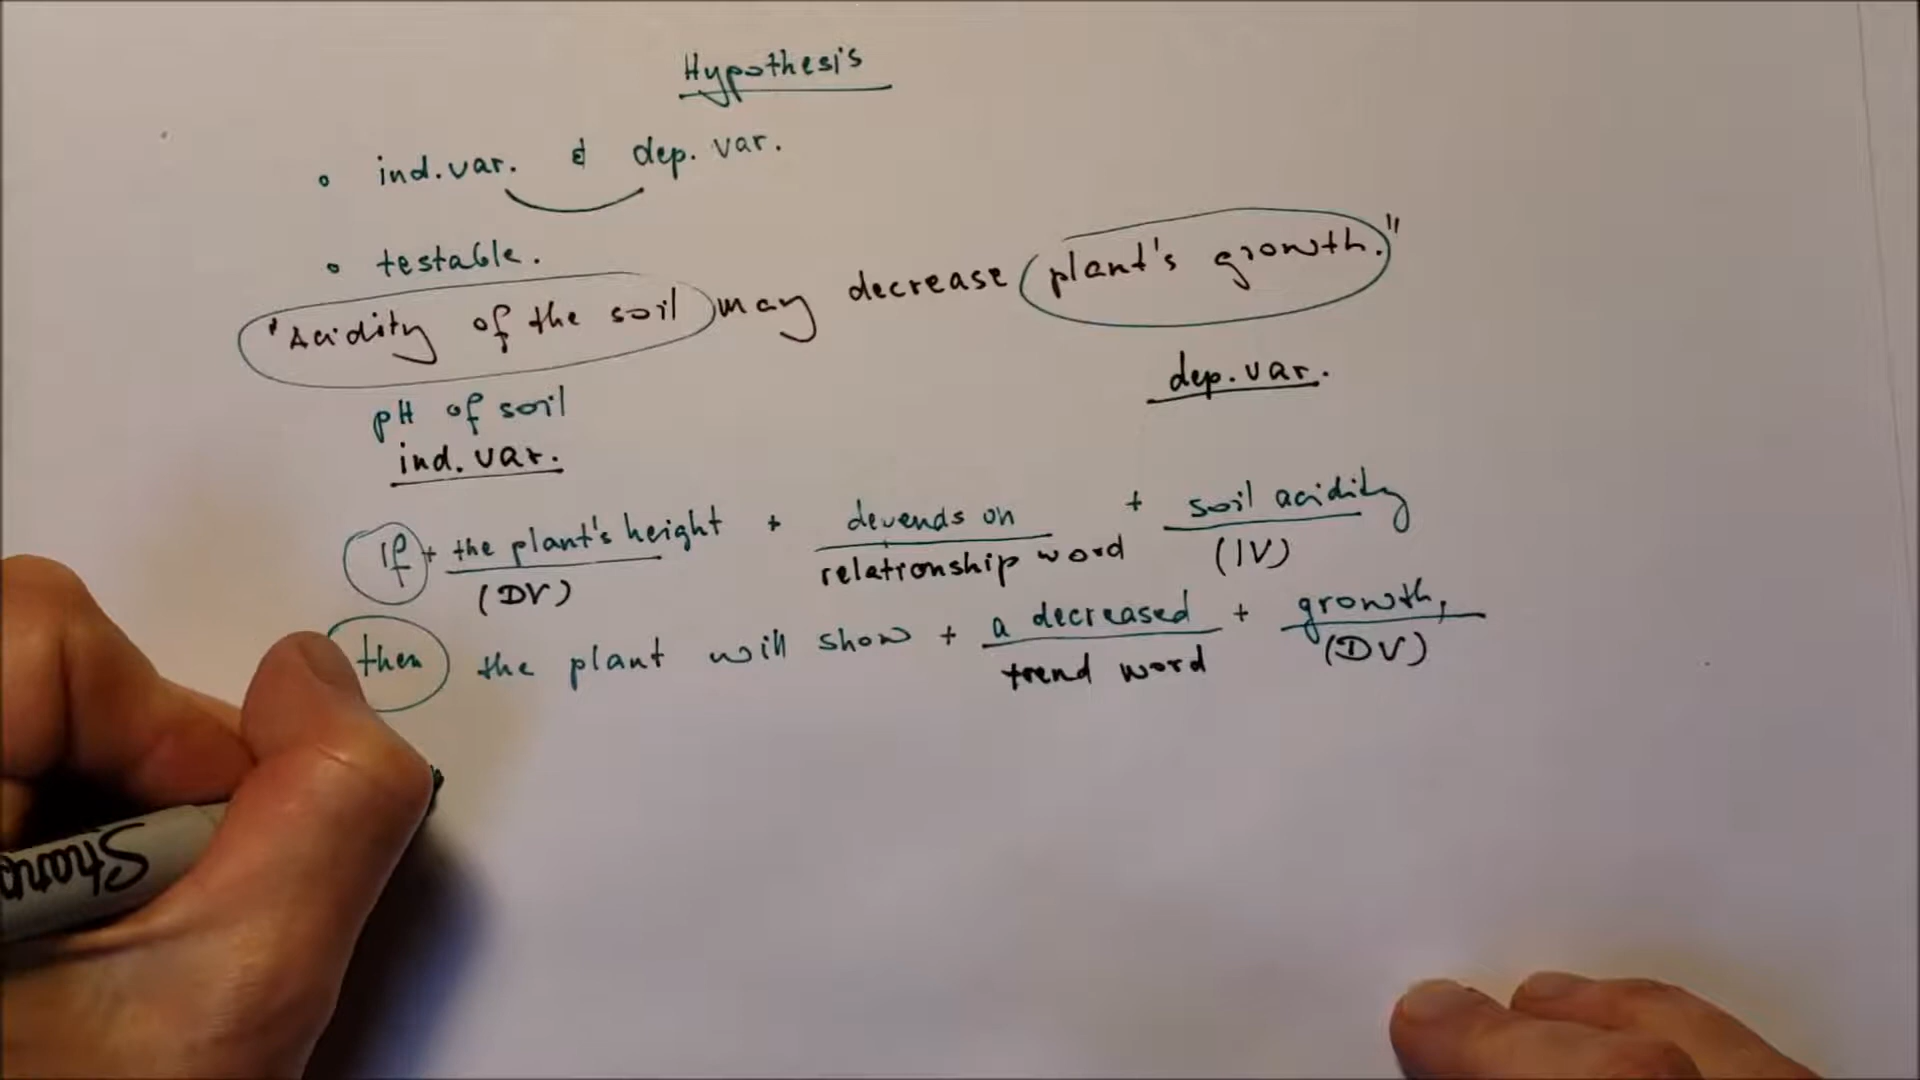 Hypothesis
• ind.var. & dep. var.
• testable.
"Acidity of the soil may decrease plant's growth."
pH of soil
ind. var.
dep. var.
If + the plant's height + devends on + soil acidity
(DV) relationship word (IV)
then the plant will show + a decreased + growth,
trend word (DV)